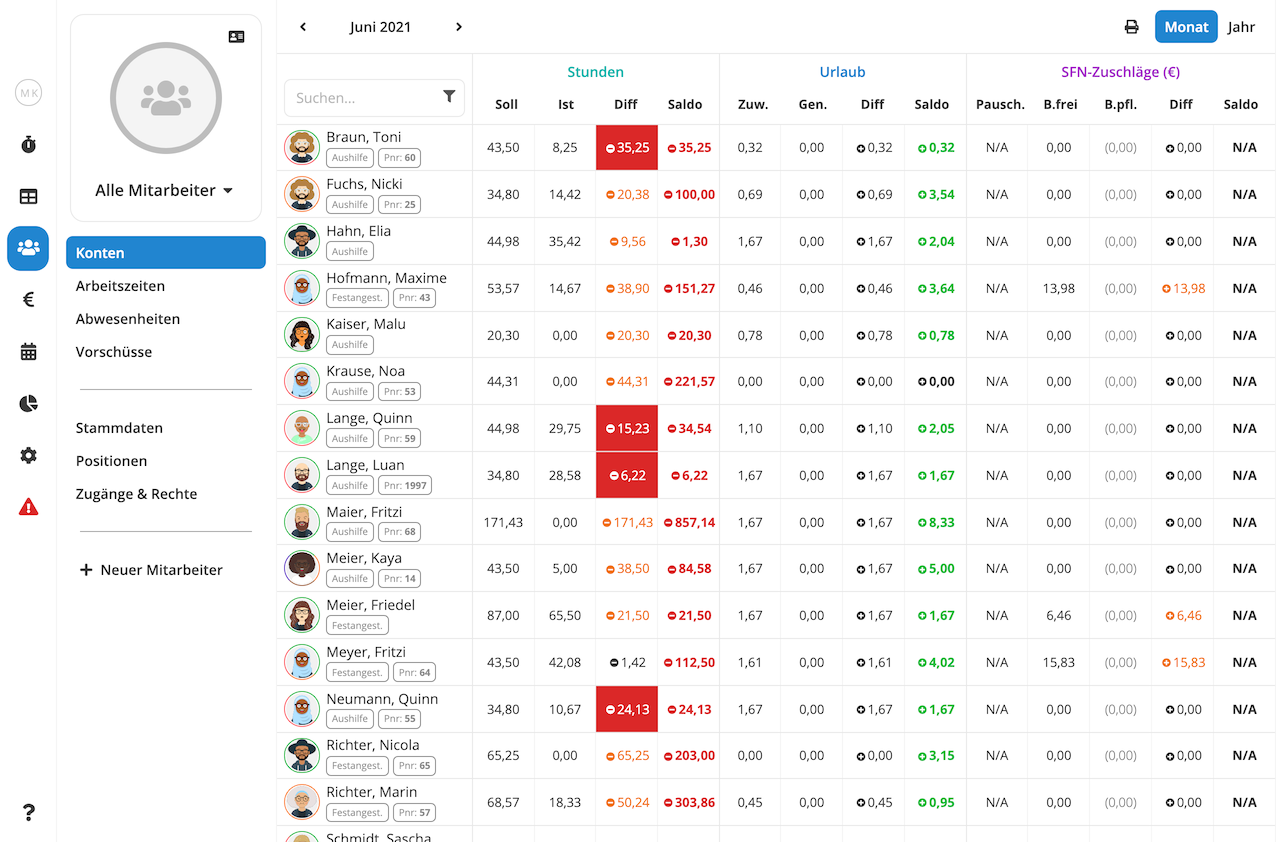 Juni 2021
Monat Jahr
MK
Alle Mitarbeiter
Konten
Arbeitszeiten
Abwesenheiten
Vorschüsse
Stammdaten
Positionen
Zugänge & Rechte
+ Neuer Mitarbeiter
€
?
Stunden Urlaub SFN-Zuschläge (€)
Suchen... Soll Ist Diff Saldo Zuw. Gen. Diff Saldo Pausch. B.frei B.pfl. Diff Saldo
Braun, Toni
Aushilfe Pnr: 60
43,50 8,25 35,25 35,25 0,32 0,00 0,32 0,32 N/A 0,00 (0,00) 0,00 N/A
Fuchs, Nicki
Aushilfe Pnr: 25
34,80 14,42 20,38 100,00 0,69 0,00 0,69 3,54 N/A 0,00 (0,00) 0,00 N/A
Hahn, Elia
Aushilfe
44,98 35,42 9,56 1,30 1,67 0,00 1,67 2,04 N/A 0,00 (0,00) 0,00 N/A
Hofmann, Maxime
Festangest. Pnr: 43
53,57 14,67 38,90 151,27 0,46 0,00 0,46 3,64 N/A 13,98 (0,00) 13,98 N/A
Kaiser, Malu
Aushilfe
20,30 0,00 20,30 20,30 0,78 0,00 0,78 0,78 N/A 0,00 (0,00) 0,00 N/A
Krause, Noa
Aushilfe Pnr: 53
44,31 0,00 44,31 221,57 0,00 0,00 0,00 0,00 N/A 0,00 (0,00) 0,00 N/A
Lange, Quinn
Aushilfe Pnr: 59
44,98 29,75 15,23 34,54 1,10 0,00 1,10 2,05 N/A 0,00 (0,00) 0,00 N/A
Lange, Luan
Aushilfe Pnr: 1997
34,80 28,58 6,22 6,22 1,67 0,00 1,67 1,67 N/A 0,00 (0,00) 0,00 N/A
Maier, Fritzi
Aushilfe Pnr: 68
171,43 0,00 171,43 857,14 1,67 0,00 1,67 8,33 N/A 0,00 (0,00) 0,00 N/A
Meier, Kaya
Aushilfe Pnr: 14
43,50 5,00 38,50 84,58 1,67 0,00 1,67 5,00 N/A 0,00 (0,00) 0,00 N/A
Meier, Friedel
Festangest.
87,00 65,50 21,50 21,50 1,67 0,00 1,67 1,67 N/A 6,46 (0,00) 6,46 N/A
Meyer, Fritzi
Festangest. Pnr: 64
43,50 42,08 1,42 112,50 1,61 0,00 1,61 4,02 N/A 15,83 (0,00) 15,83 N/A
Neumann, Quinn
Aushilfe Pnr: 55
34,80 10,67 24,13 24,13 1,67 0,00 1,67 1,67 N/A 0,00 (0,00) 0,00 N/A
Richter, Nicola
Festangest. Pnr: 65
65,25 0,00 65,25 203,00 0,00 0,00 0,00 3,15 N/A 0,00 (0,00) 0,00 N/A
Richter, Marin
Festangest. Pnr: 57
68,57 18,33 50,24 303,86 0,45 0,00 0,45 0,95 N/A 0,00 (0,00) 0,00 N/A
Schmidt, Sascha